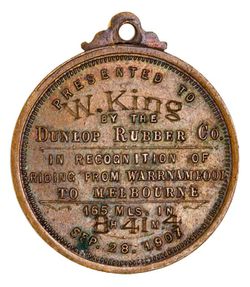 PRESENTED TO
W. King
BY THE
DUNLOP RUBBER Co.
IN RECOGNITION OF
RIDING FROM WARRNAMBOOL
TO MELBOURNE
165 MLS. IN
8H 41M 4
SEP. 28. 1907